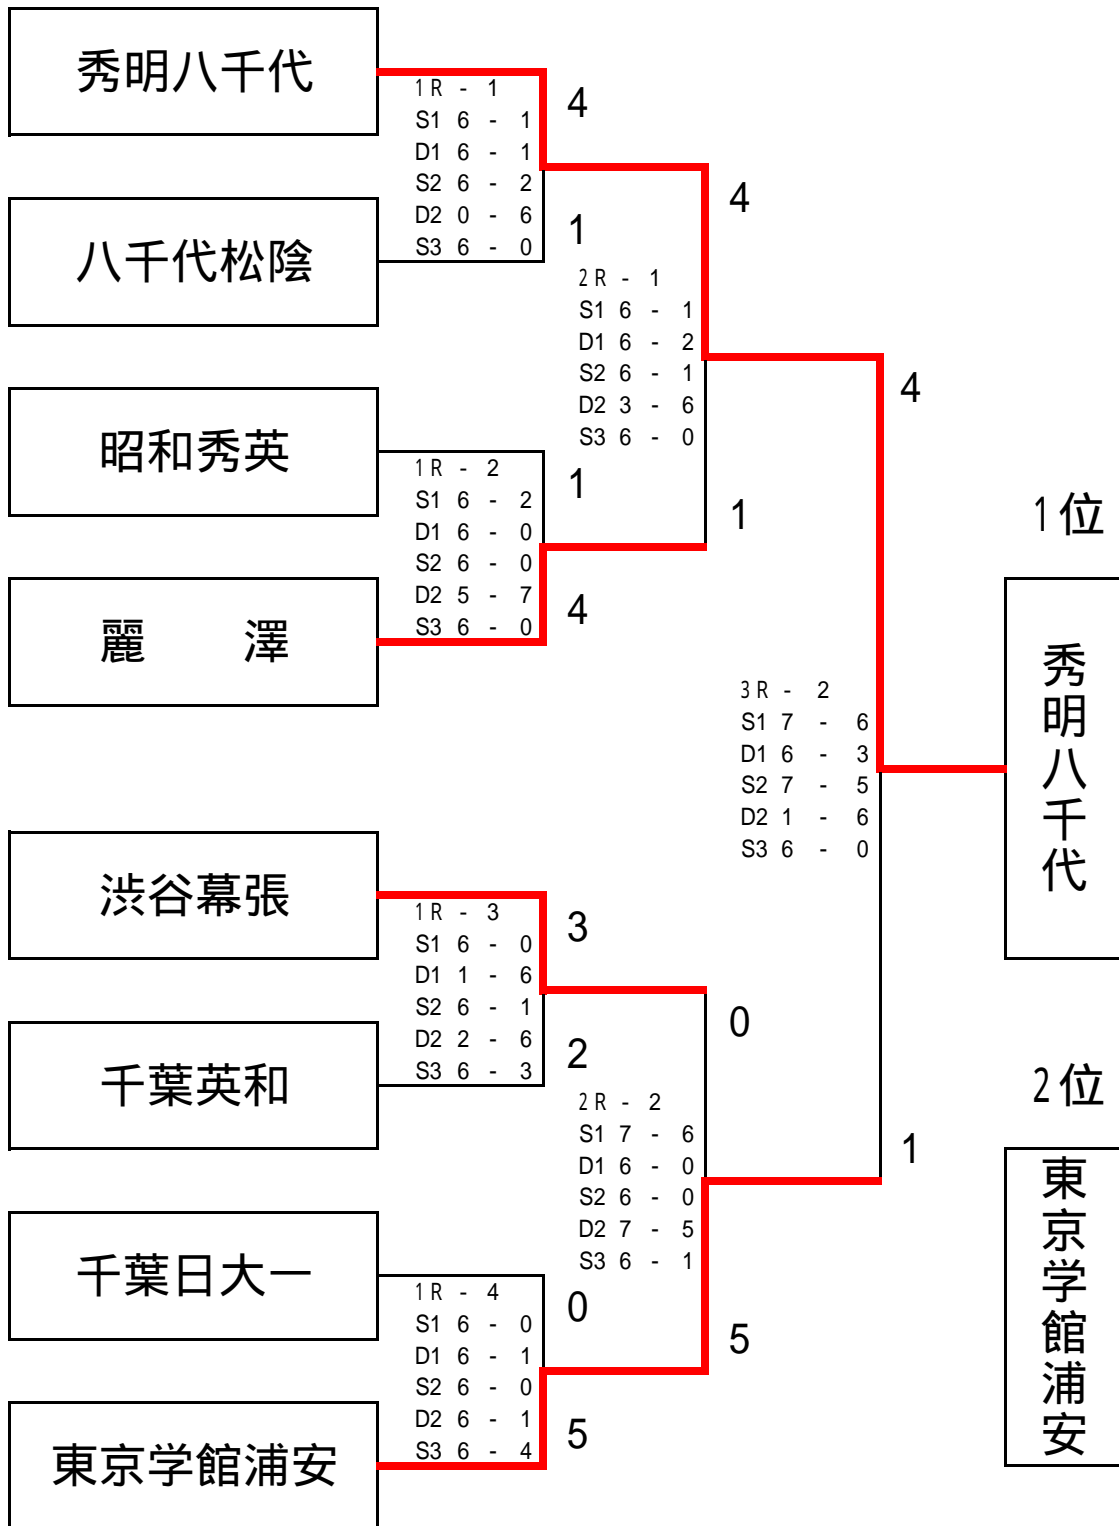 秀明八千代
1R - 1
S1 6 - 1
D1 6 - 1
S2 6 - 2
D2 0 - 6
S3 6 - 0
4
1
八千代松陰
4
2R - 1
S1 6 - 1
D1 6 - 2
S2 6 - 1
D2 3 - 6
S3 6 - 0
1
昭和秀英
1R - 2
S1 6 - 2
D1 6 - 0
S2 6 - 0
D2 5 - 7
S3 6 - 0
1
4
麗 澤
4
3R - 2
S1 7 - 6
D1 6 - 3
S2 7 - 5
D2 1 - 6
S3 6 - 0
1
1位
秀明八千代
渋谷幕張
1R - 3
S1 6 - 0
D1 1 - 6
S2 6 - 1
D2 2 - 6
S3 6 - 3
3
2
千葉英和
0
2R - 2
S1 7 - 6
D1 6 - 0
S2 6 - 0
D2 7 - 5
S3 6 - 1
5
千葉日大一
1R - 4
S1 6 - 0
D1 6 - 1
S2 6 - 0
D2 6 - 1
S3 6 - 4
0
5
東京学館浦安
2位
東京学館浦安